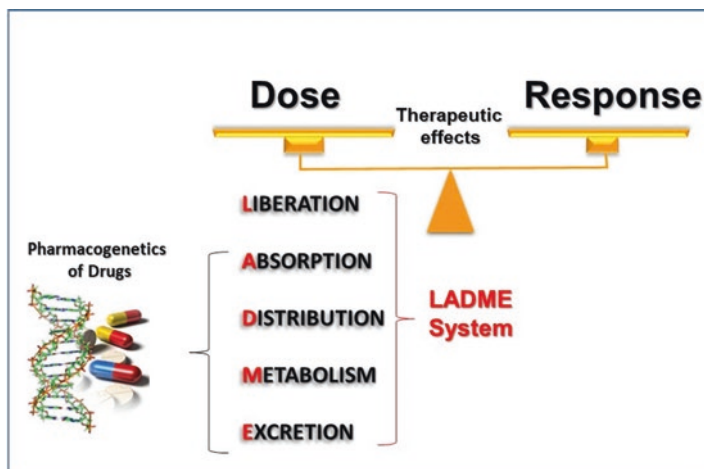 Dose
Therapeutic
effects
Response
LIBERATION
Pharmacogenetics
of Drugs
ABSORPTION
DISTRIBUTION
METABOLISM
EXCRETION
LADME
System